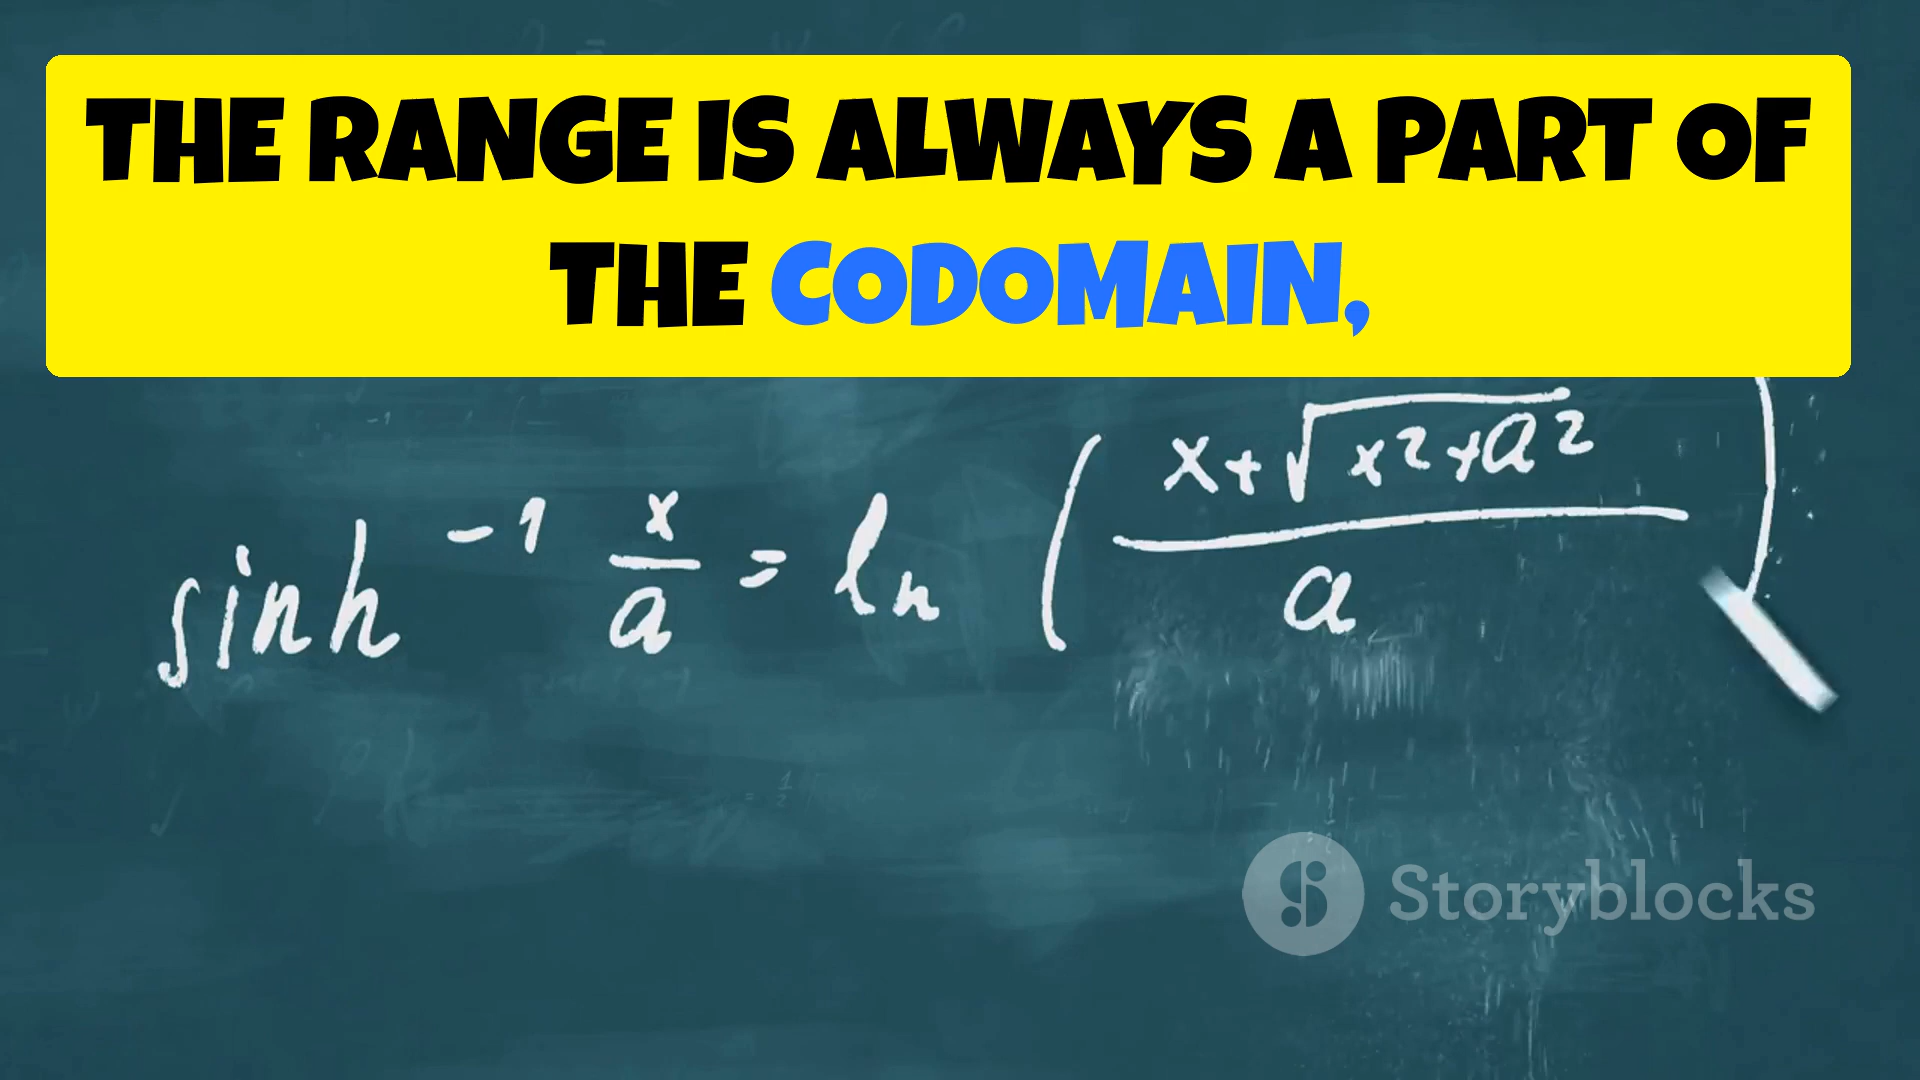 THE RANGE IS ALWAYS A PART OF
THE CODOMAIN,
sinh⁻¹ x/a = ln ( (x+√(x²+a²))/a )
Storyblocks